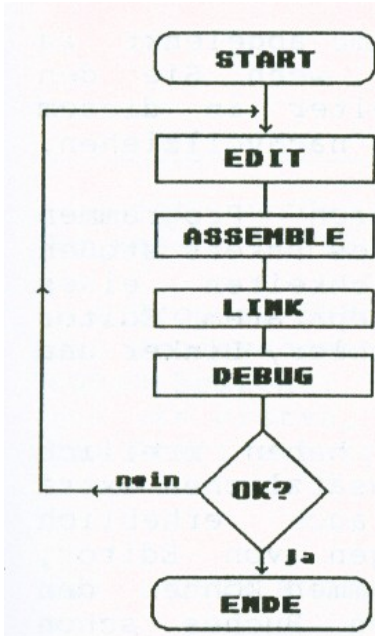 START
EDIT
ASSEMBLE
LINK
DEBUG
OK?
nein
ja
ENDE